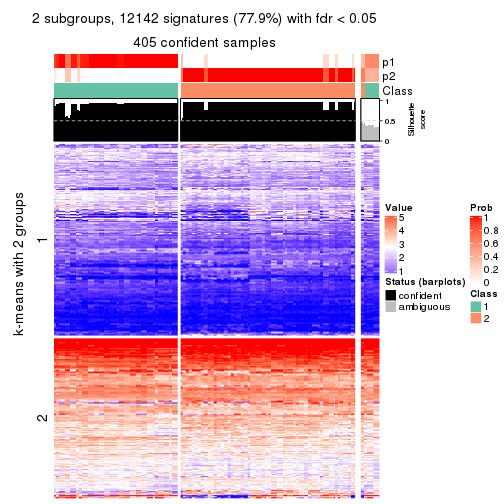 2 subgroups, 12142 signatures (77.9%) with fdr < 0.05
405 confident samples
p1
p2
Class
1
0.5
0
Silhouette
score
k-means with 2 groups
1
2
Value
5
4
3
2
1
Status (barplots)
confident
ambiguous
Prob
1
0.8
0.6
0.4
0.2
0
Class
1
2